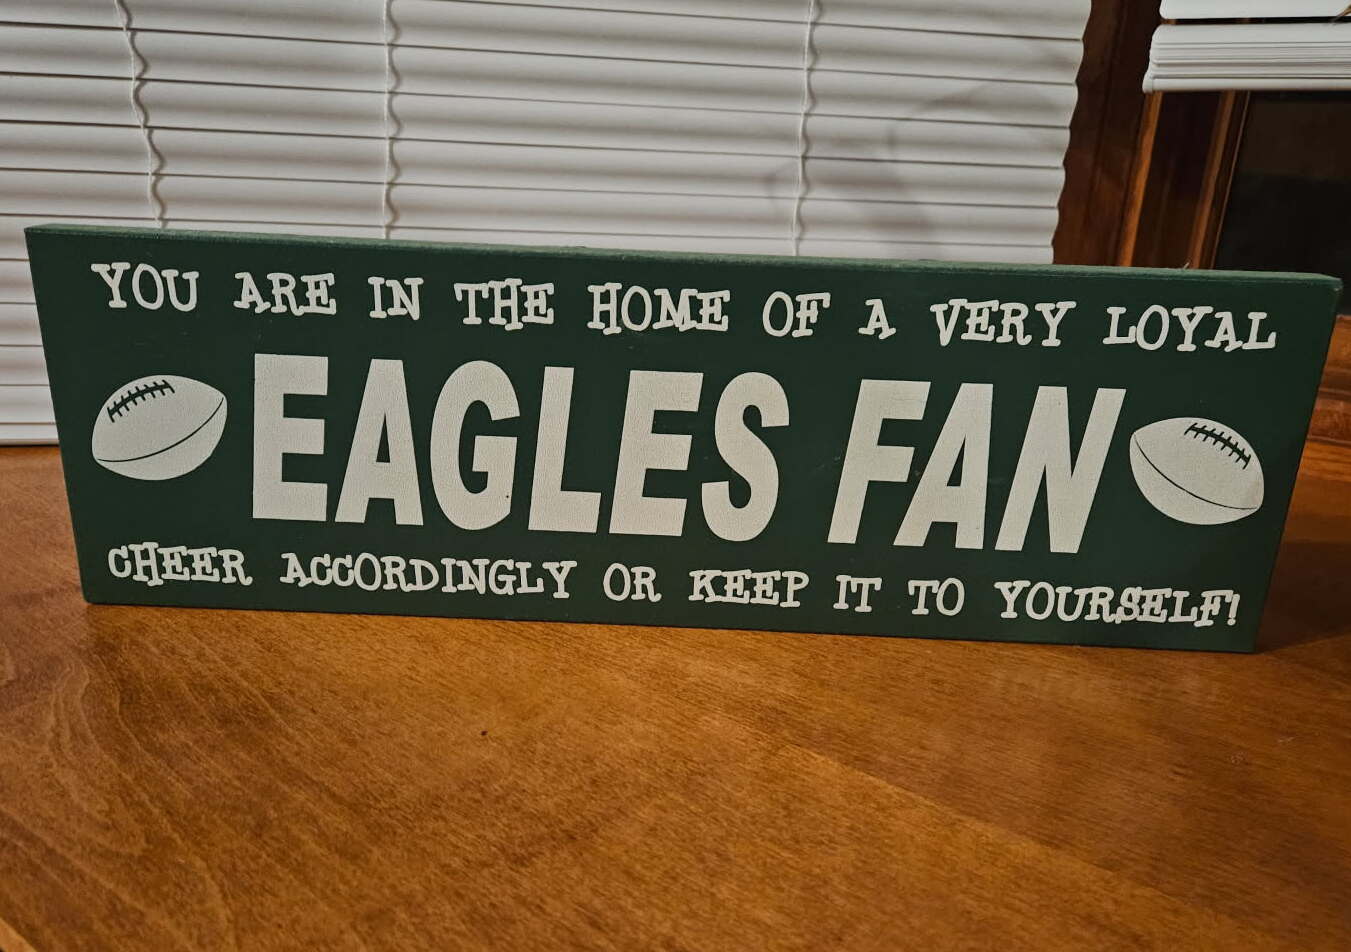 YOU ARE IN THE HOME OF A VERY LOYAL
EAGLES FAN
CHEER ACCORDINGLY OR KEEP IT TO YOURSELF!